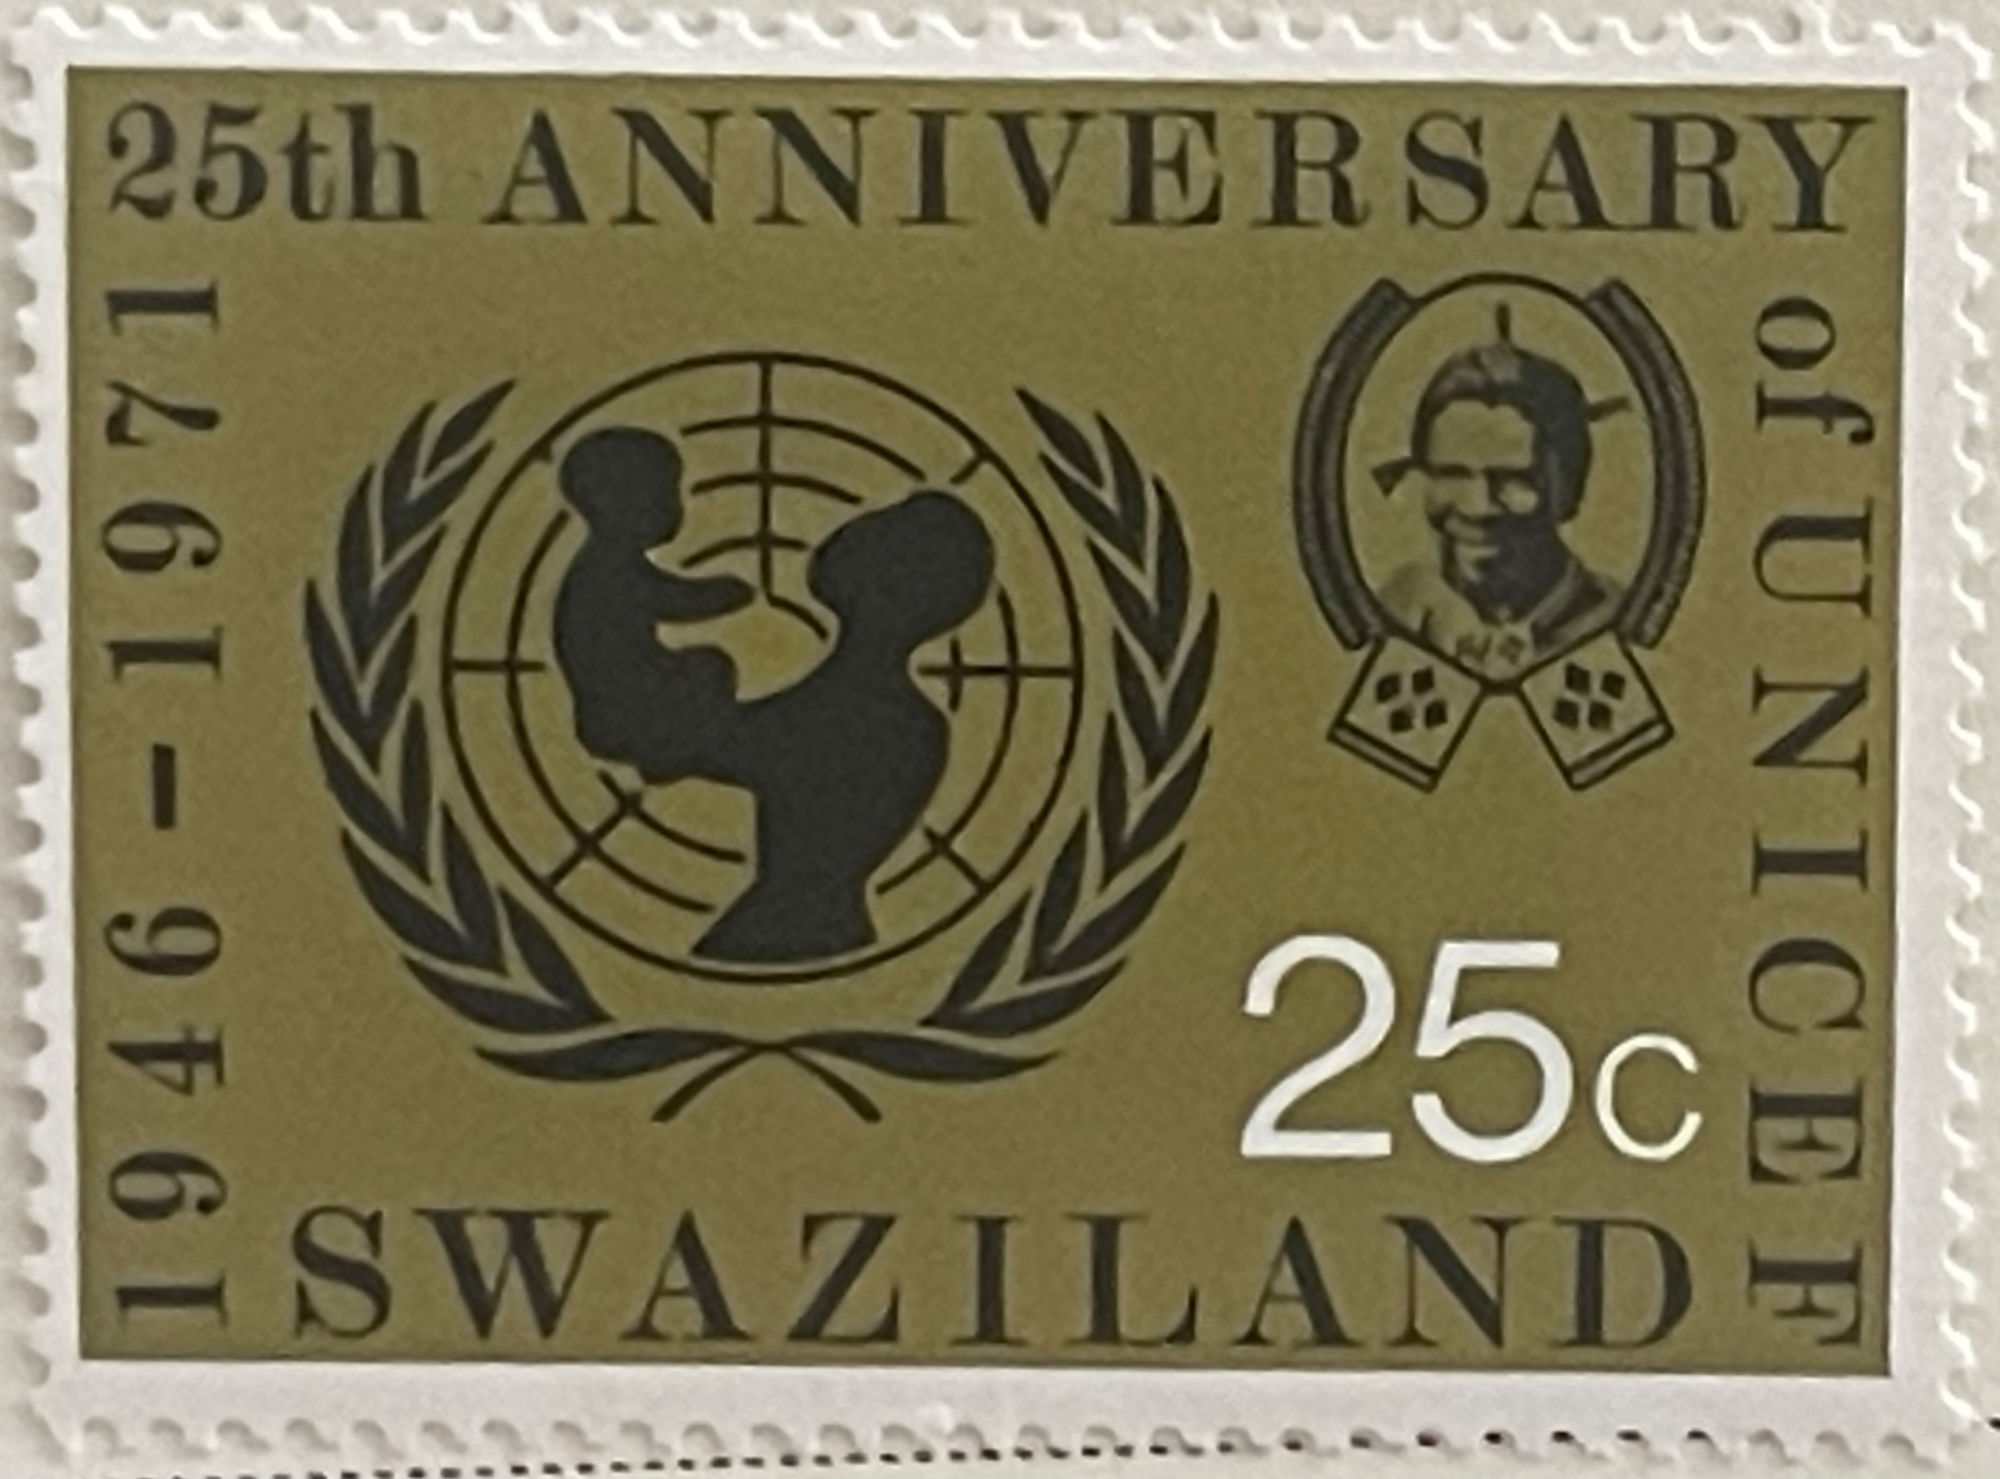 25th ANNIVERSARY
of UNICEF
1946-1971
25c
SWAZILAND